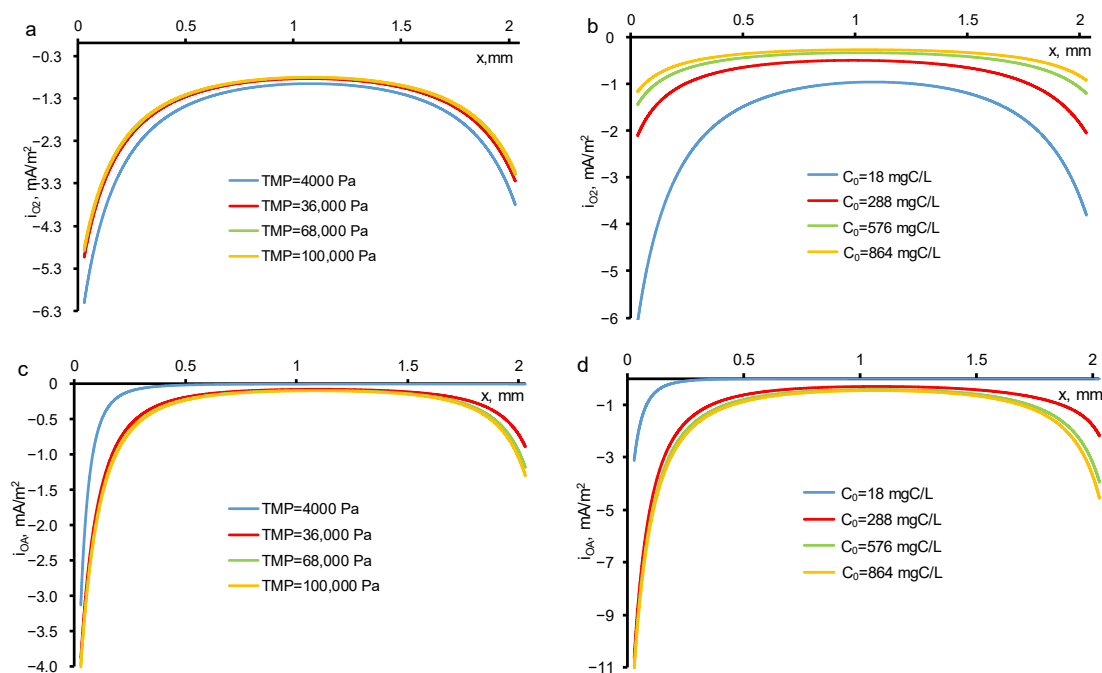 a
0
0.5
1
1.5
2
x,mm
−0.3
−1.3
−2.3
−3.3
−4.3
−5.3
−6.3
i_O2, mA/m²
TMP=4000 Pa
TMP=36,000 Pa
TMP=68,000 Pa
TMP=100,000 Pa
b
0
0.5
1
1.5
2
x, mm
0
−1
−2
−3
−4
−5
−6
i_O2, mA/m²
C₀=18 mgC/L
C₀=288 mgC/L
C₀=576 mgC/L
C₀=864 mgC/L
c
0
0.5
1
1.5
2
x, mm
0
−0.5
−1.0
−1.5
−2.0
−2.5
−3.0
−3.5
−4.0
i_OA, mA/m²
TMP=4000 Pa
TMP=36,000 Pa
TMP=68,000 Pa
TMP=100,000 Pa
d
0
0.5
1
1.5
2
x, mm
−1
−3
−5
−7
−9
−11
i_OA, mA/m²
C₀=18 mgC/L
C₀=288 mgC/L
C₀=576 mgC/L
C₀=864 mgC/L